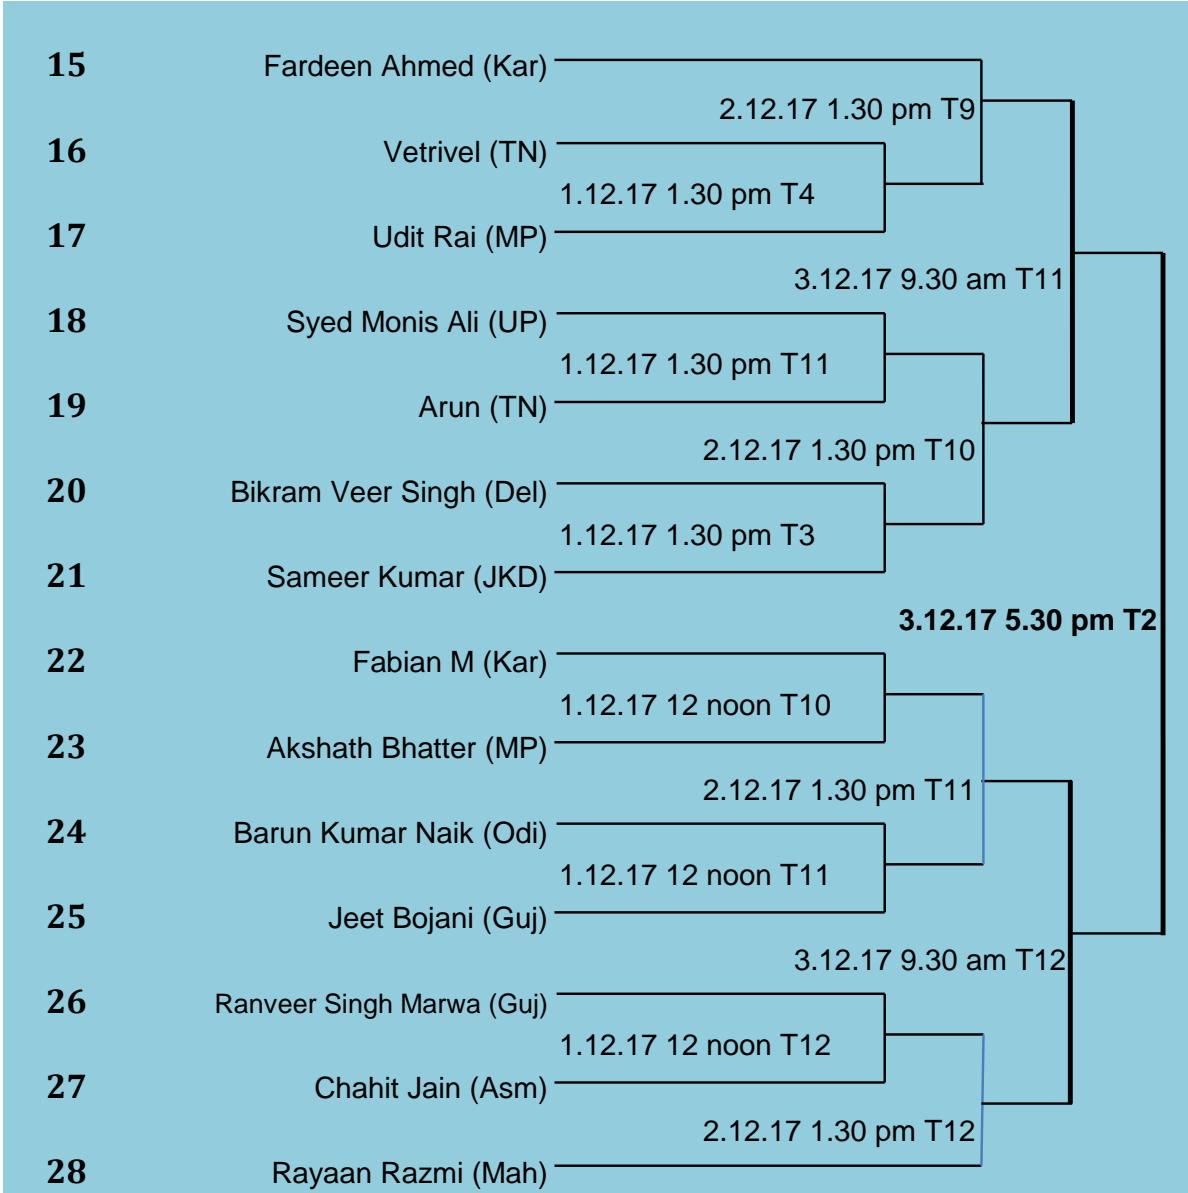 15 Fardeen Ahmed (Kar)
2.12.17 1.30 pm T9
16 Vetrivel (TN)
1.12.17 1.30 pm T4
17 Udit Rai (MP)
3.12.17 9.30 am T11
18 Syed Monis Ali (UP)
1.12.17 1.30 pm T11
19 Arun (TN)
2.12.17 1.30 pm T10
20 Bikram Veer Singh (Del)
1.12.17 1.30 pm T3
21 Sameer Kumar (JKD)
3.12.17 5.30 pm T2
22 Fabian M (Kar)
1.12.17 12 noon T10
23 Akshath Bhatter (MP)
2.12.17 1.30 pm T11
24 Barun Kumar Naik (Odi)
1.12.17 12 noon T11
25 Jeet Bojani (Guj)
3.12.17 9.30 am T12
26 Ranveer Singh Marwa (Guj)
1.12.17 12 noon T12
27 Chahit Jain (Asm)
2.12.17 1.30 pm T12
28 Rayaan Razmi (Mah)